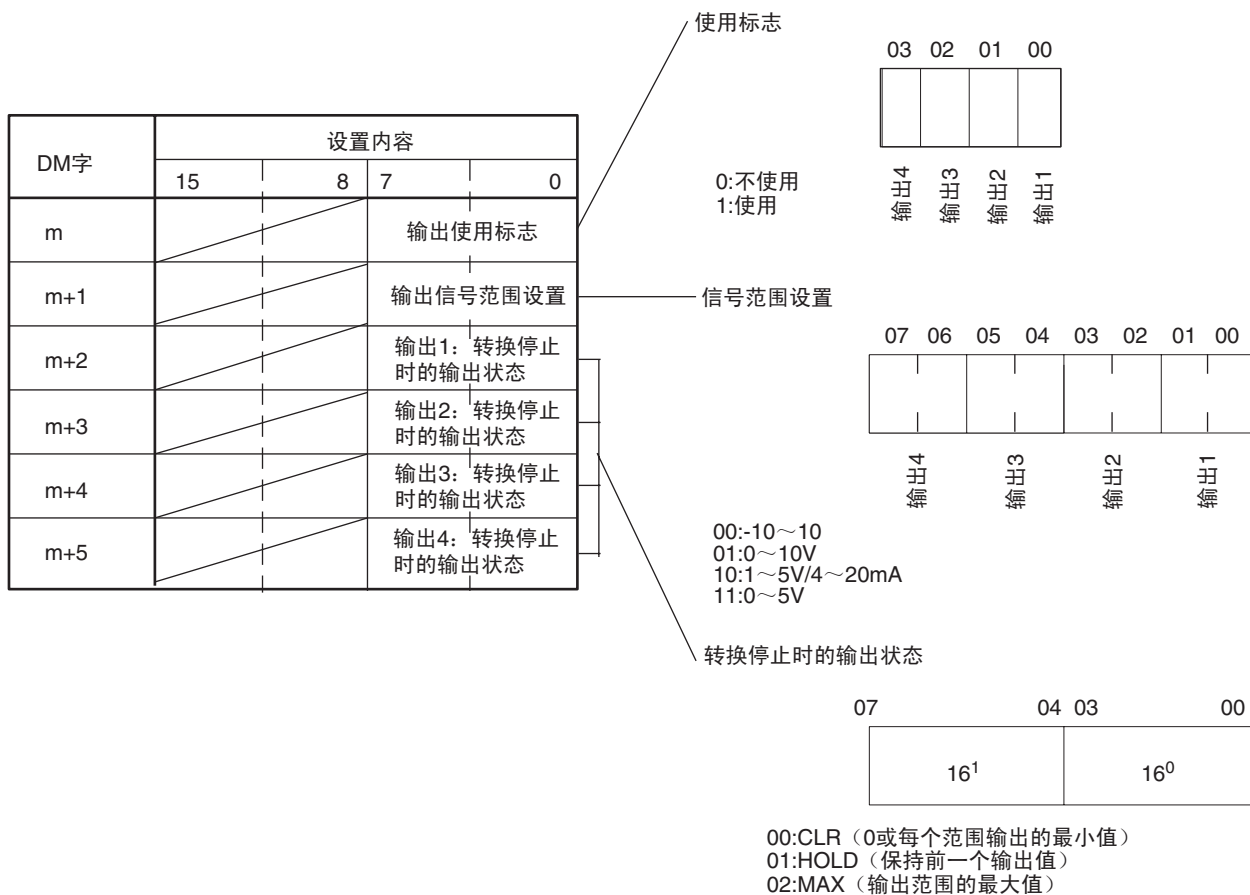 使用标志
03 02 01 00
0:不使用
1:使用
输出4 输出3 输出2 输出1
DM字
设置内容
15 8 7 0
m
输出使用标志
m+1
输出信号范围设置
m+2
输出1：转换停止
时的输出状态
m+3
输出2：转换停止
时的输出状态
m+4
输出3：转换停止
时的输出状态
m+5
输出4：转换停止
时的输出状态
信号范围设置
07 06 05 04 03 02 01 00
输出4 输出3 输出2 输出1
00:-10～10
01:0～10V
10:1～5V/4～20mA
11:0～5V
转换停止时的输出状态
07 04 03 00
16¹ 16⁰
00:CLR（0或每个范围输出的最小值）
01:HOLD（保持前一个输出值）
02:MAX（输出范围的最大值）